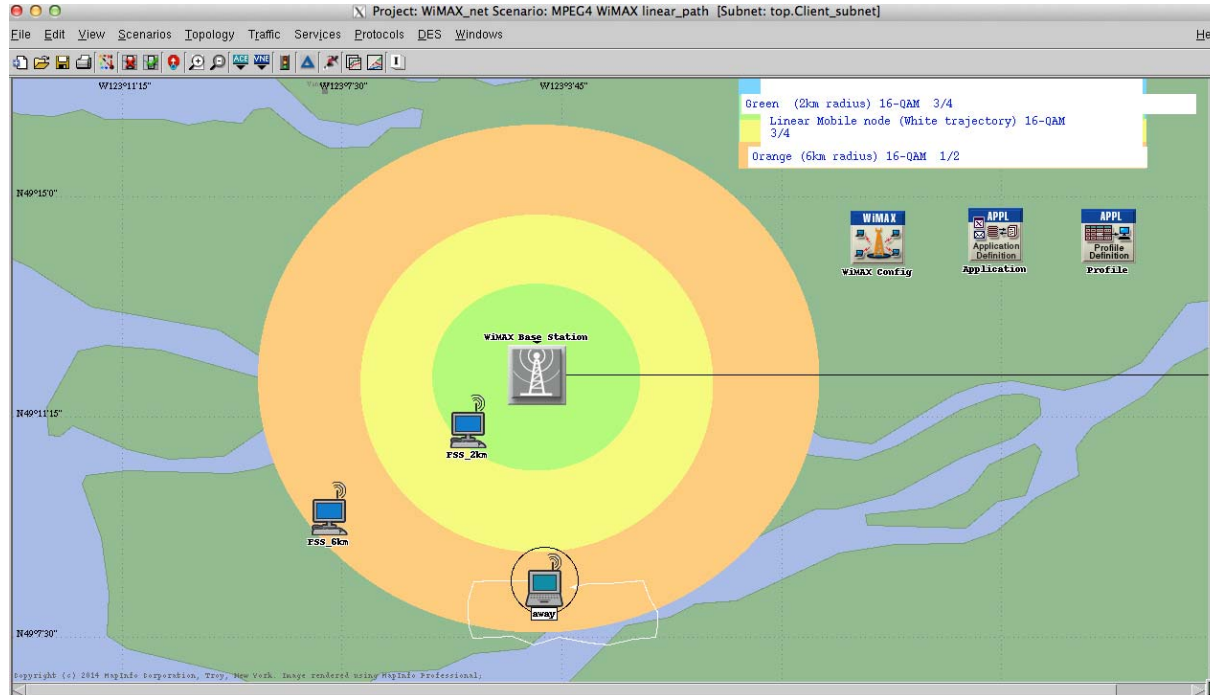 Project: WiMAX_net Scenario: MPEG4 WiMAX linear_path [Subnet: top.Client_subnet]
File Edit View Scenarios Topology Traffic Services Protocols DES Windows He
ACE VNE
W123°11'15" W123°7'30" W123°3'45"
Green (2km radius) 16-QAM 3/4
Linear Mobile node (White trajectory) 16-QAM
3/4
Orange (6km radius) 16-QAM 1/2
N49°15'0"
WiMAX
WiMAX Config
APPL
Application
Definition
Application
APPL
Profile
Definition
Profile
WiMAX Base Station
N49°11'15"
FSS_2km
FSS_6km
away
N49°7'30"
Copyright (c) 2014 MapInfo Corporation, Troy, New York. Image rendered using MapInfo Professional;